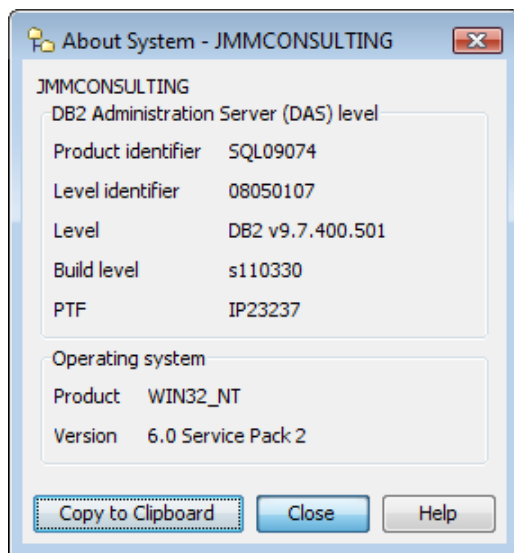 About System - JMMCONSULTING
JMMCONSULTING
DB2 Administration Server (DAS) level
Product identifier SQL09074
Level identifier 08050107
Level DB2 v9.7.400.501
Build level s110330
PTF IP23237
Operating system
Product WIN32_NT
Version 6.0 Service Pack 2
Copy to Clipboard Close Help